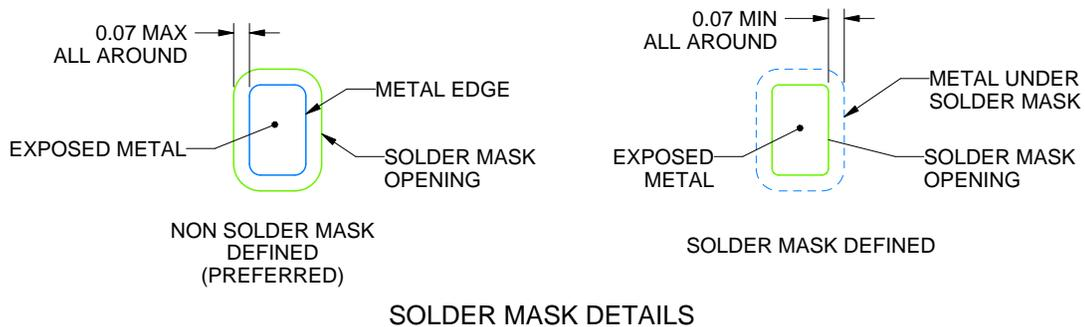 0.07 MAX
ALL AROUND
METAL EDGE
EXPOSED METAL
SOLDER MASK
OPENING
NON SOLDER MASK
DEFINED
(PREFERRED)
0.07 MIN
ALL AROUND
METAL UNDER
SOLDER MASK
EXPOSED
METAL
SOLDER MASK
OPENING
SOLDER MASK DEFINED
SOLDER MASK DETAILS